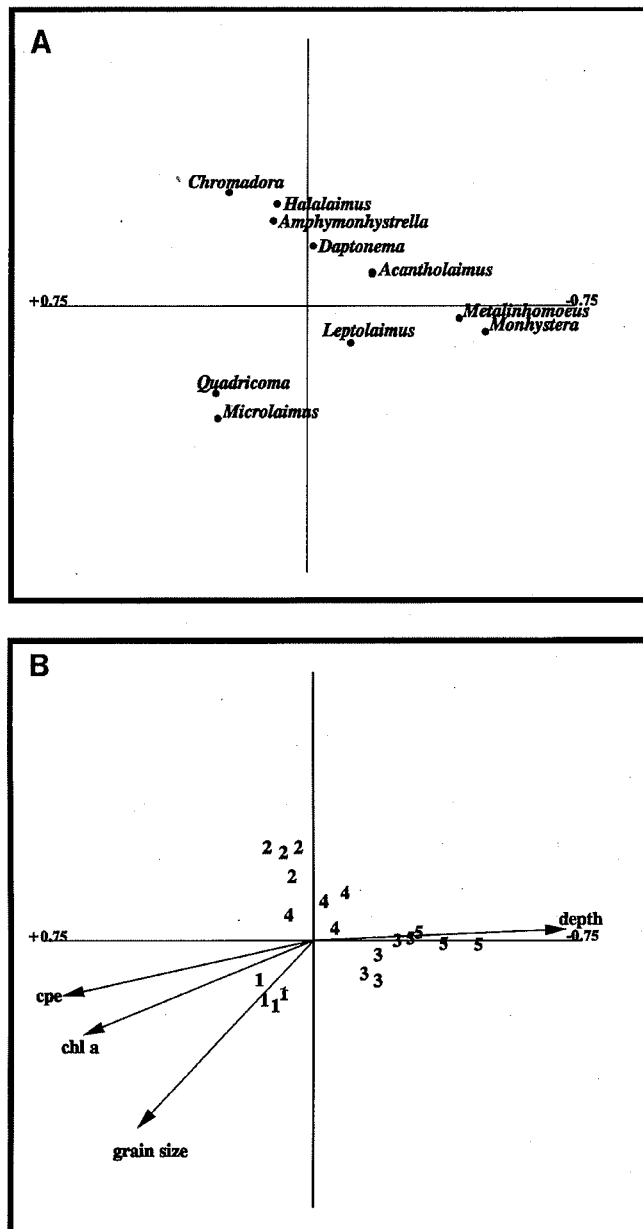 A
Chromadora
Halalaimus
Amphymonhystrella
Daptonema
Acantholaimus
+0.75
-0.75
Metalinhomoeus
Monhystera
Leptolaimus
Quadricoma
Microlaimus
B
2 2 2
2
4 4 4
4
depth
+0.75
-0.75
3 5 5 5 5
3
3 3
1
1 1 1
cpe
chl a
grain size